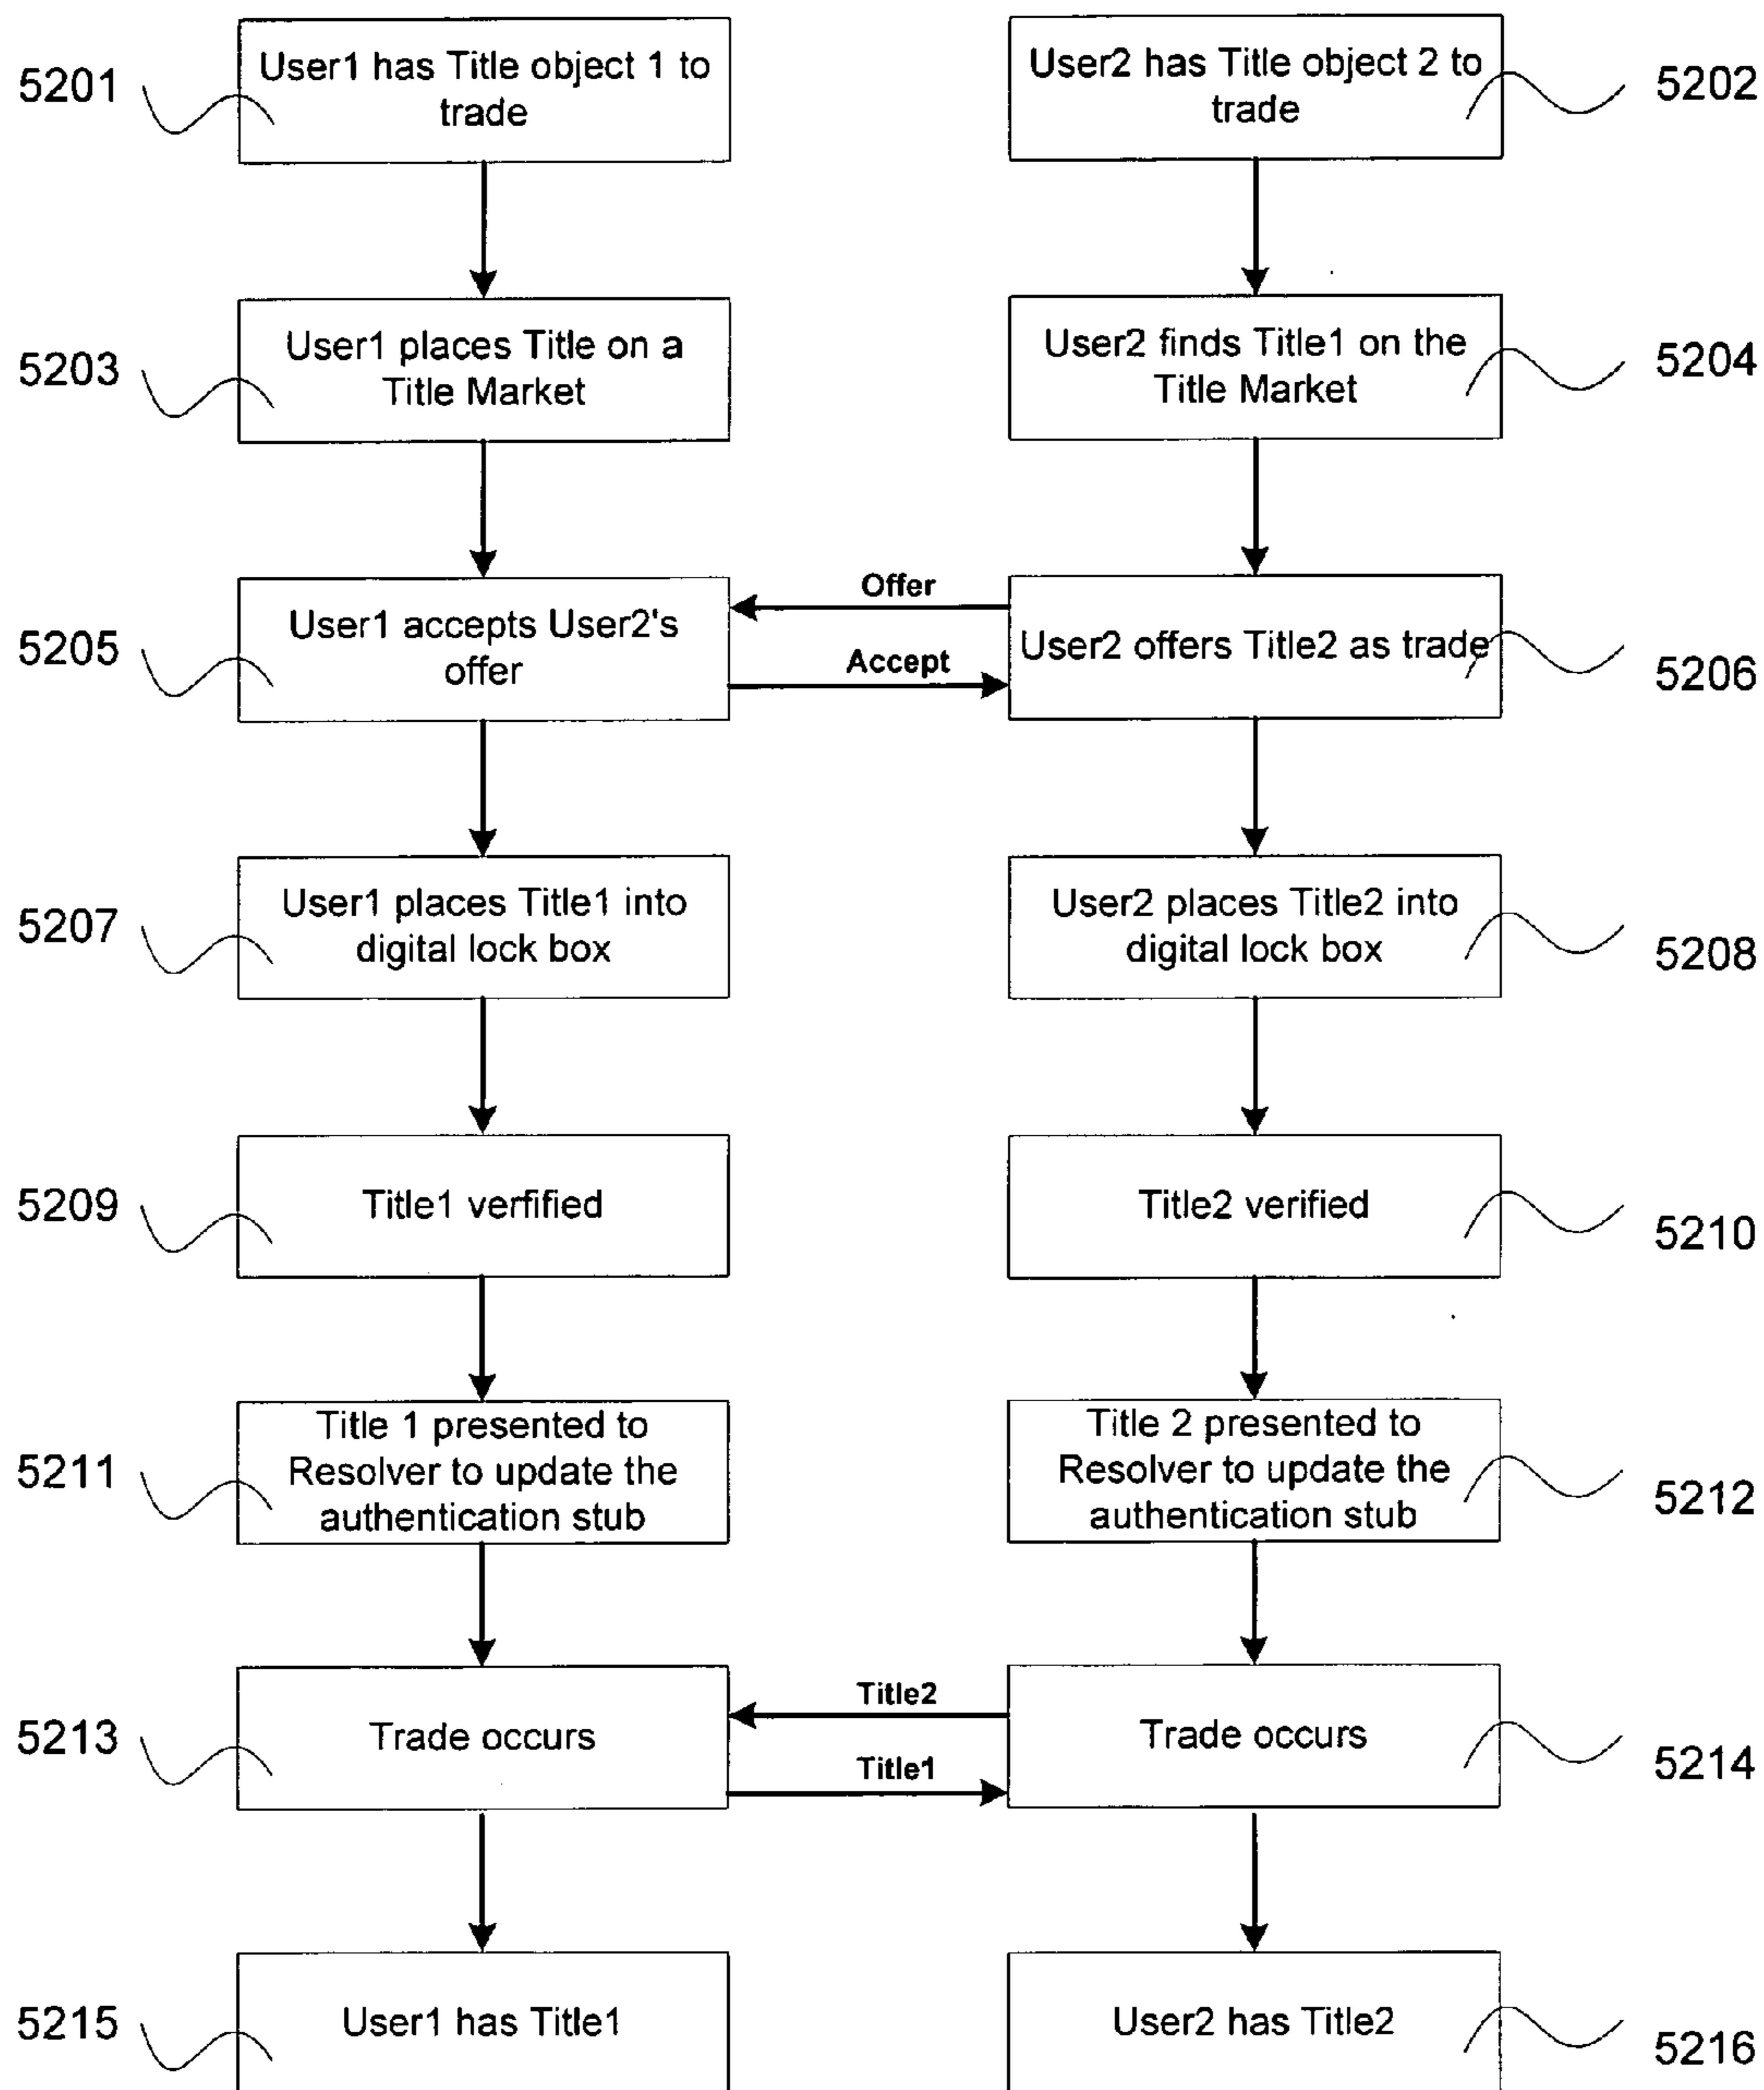 5201
User1 has Title object 1 to
trade
User2 has Title object 2 to
trade
5202
5203
User1 places Title on a
Title Market
User2 finds Title1 on the
Title Market
5204
5205
User1 accepts User2's
offer
Offer
Accept
User2 offers Title2 as trade
5206
5207
User1 places Title1 into
digital lock box
User2 places Title2 into
digital lock box
5208
5209
Title1 verfified
Title2 verified
5210
5211
Title 1 presented to
Resolver to update the
authentication stub
Title 2 presented to
Resolver to update the
authentication stub
5212
5213
Trade occurs
Title2
Title1
Trade occurs
5214
5215
User1 has Title1
User2 has Title2
5216